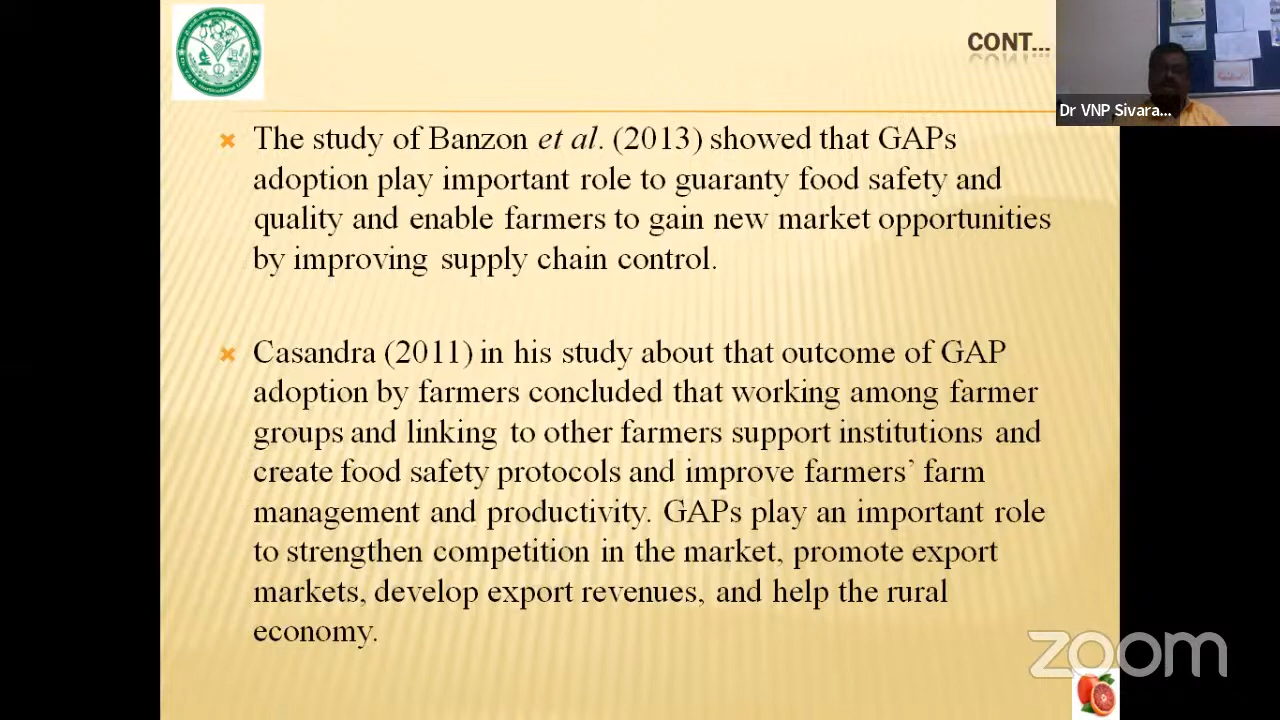 CONT...
Dr VNP Sivara...
The study of Banzon et al. (2013) showed that GAPs
adoption play important role to guaranty food safety and
quality and enable farmers to gain new market opportunities
by improving supply chain control.
Casandra (2011) in his study about that outcome of GAP
adoption by farmers concluded that working among farmer
groups and linking to other farmers support institutions and
create food safety protocols and improve farmers’ farm
management and productivity. GAPs play an important role
to strengthen competition in the market, promote export
markets, develop export revenues, and help the rural
economy.
zoom